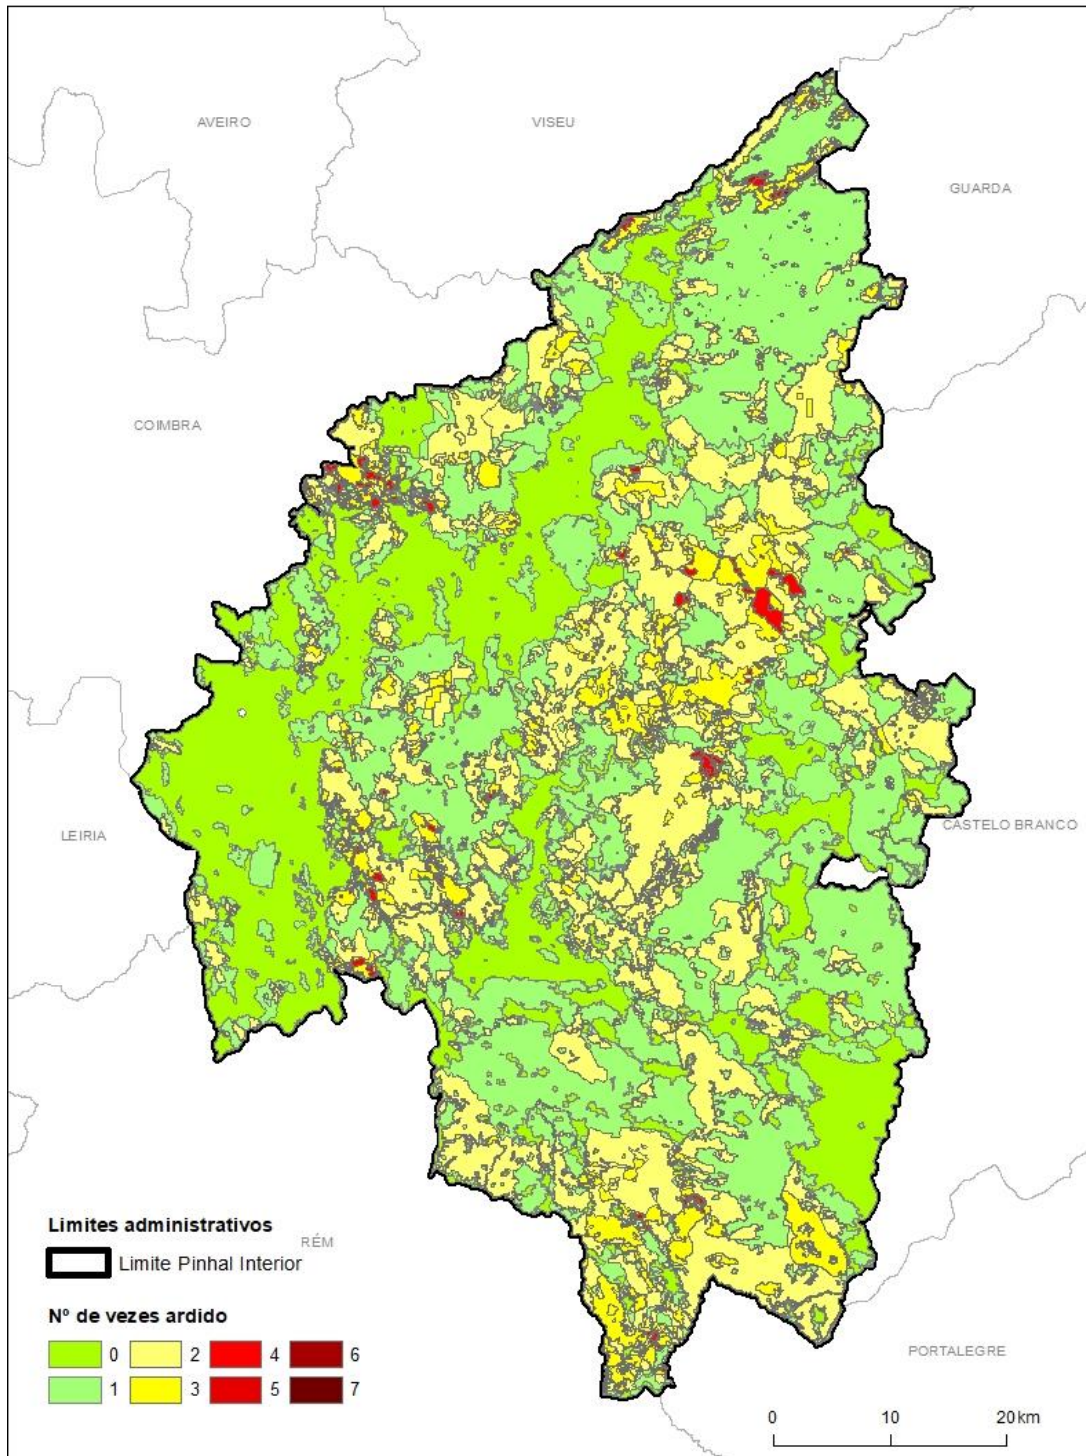 AVEIRO
VISEU
GUARDA
COIMBRA
LEIRIA
CASTELO BRANCO
Limites administrativos
RÉM
Limite Pinhal Interior
Nº de vezes ardido
0 2 4 6
1 3 5 7
PORTALEGRE
0 10 20 km